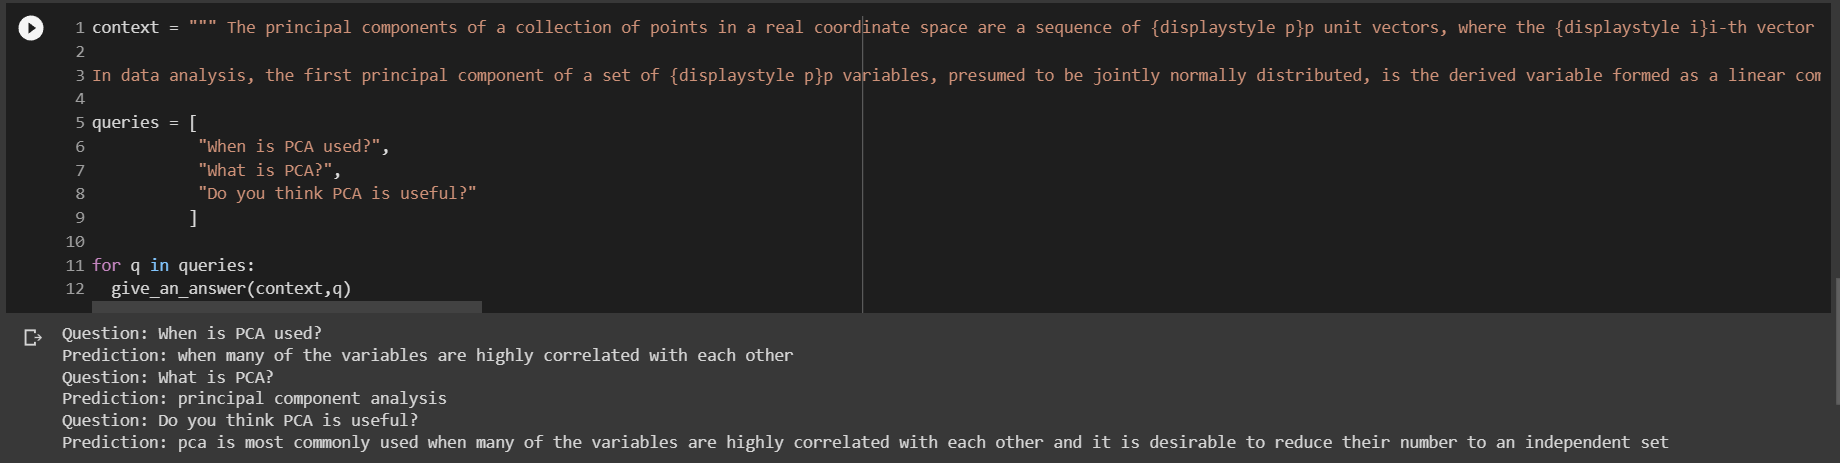 1 context = """ The principal components of a collection of points in a real coordinate space are a sequence of {displaystyle p}p unit vectors, where the {displaystyle i}i-th vector
2
3 In data analysis, the first principal component of a set of {displaystyle p}p variables, presumed to be jointly normally distributed, is the derived variable formed as a linear com
4
5 queries = [
6 "When is PCA used?",
7 "What is PCA?",
8 "Do you think PCA is useful?"
9 ]
10
11 for q in queries:
12 give_an_answer(context,q)
Question: When is PCA used?
Prediction: when many of the variables are highly correlated with each other
Question: What is PCA?
Prediction: principal component analysis
Question: Do you think PCA is useful?
Prediction: pca is most commonly used when many of the variables are highly correlated with each other and it is desirable to reduce their number to an independent set